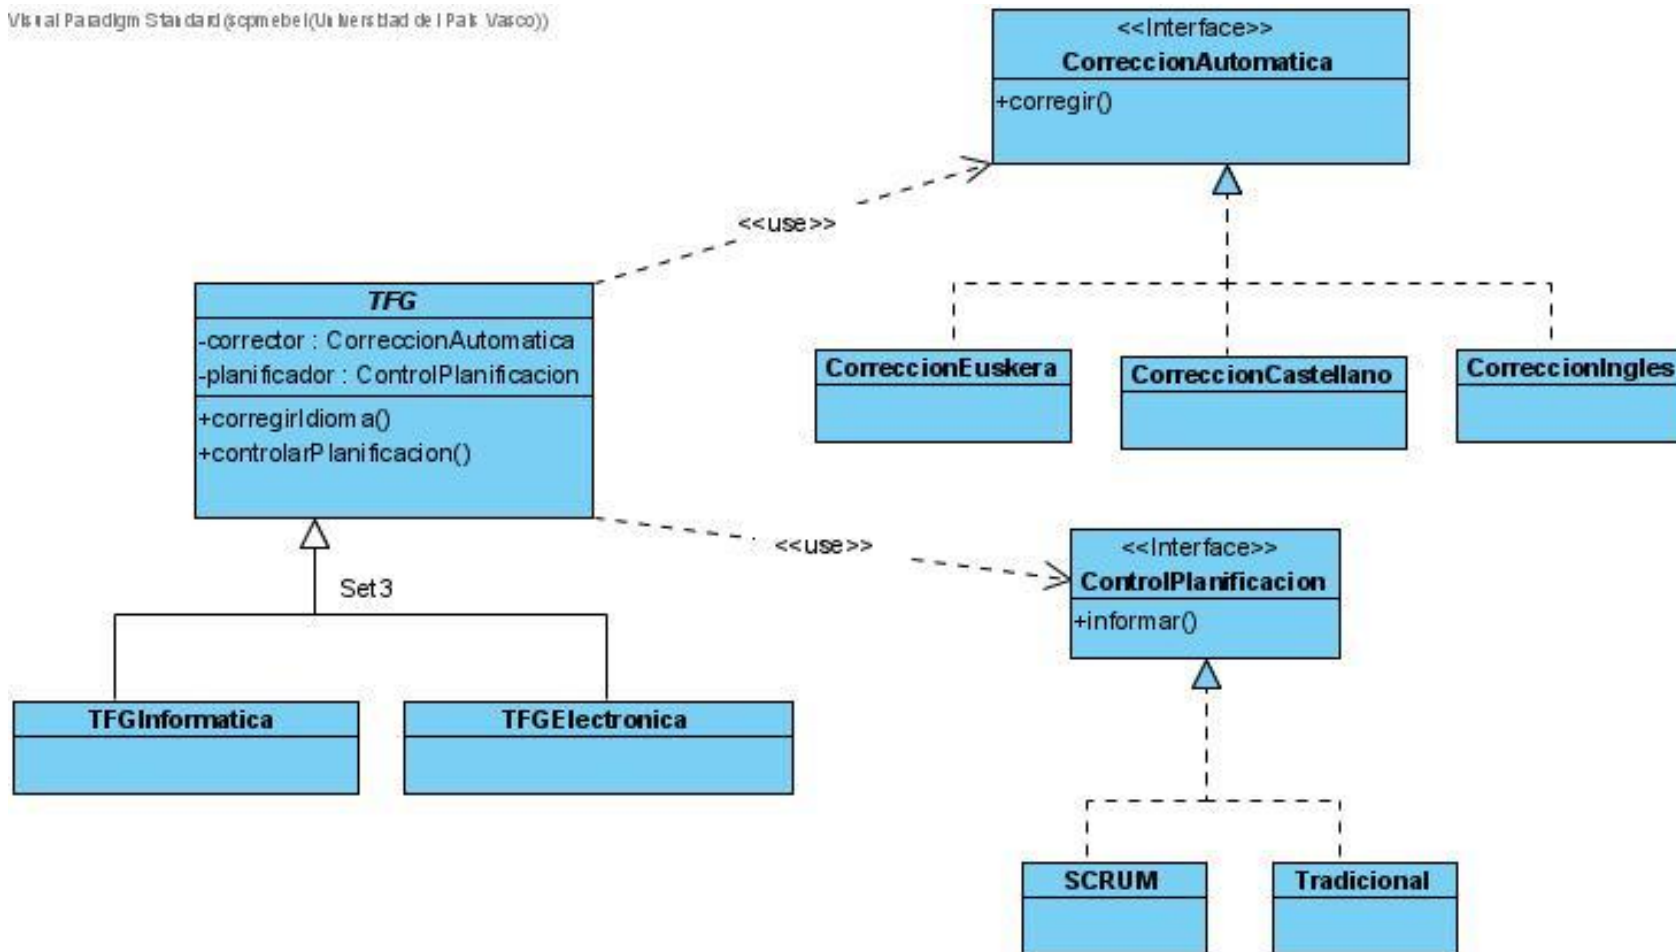 Visual Paradigm Standard(scpmebel(Universidad del País Vasco))
<<Interface>>
CorreccionAutomatica
+corregir()
<<use>>
TFG
-corrector : CorreccionAutomatica
-planificador : ControlPlanificacion
+corregirIdioma()
+controlarPlanificacion()
CorreccionEuskera
CorreccionCastellano
CorreccionIngles
<<use>>
<<Interface>>
ControlPlanificacion
+informar()
Set3
TFGInformatica
TFGElectronica
SCRUM
Tradicional